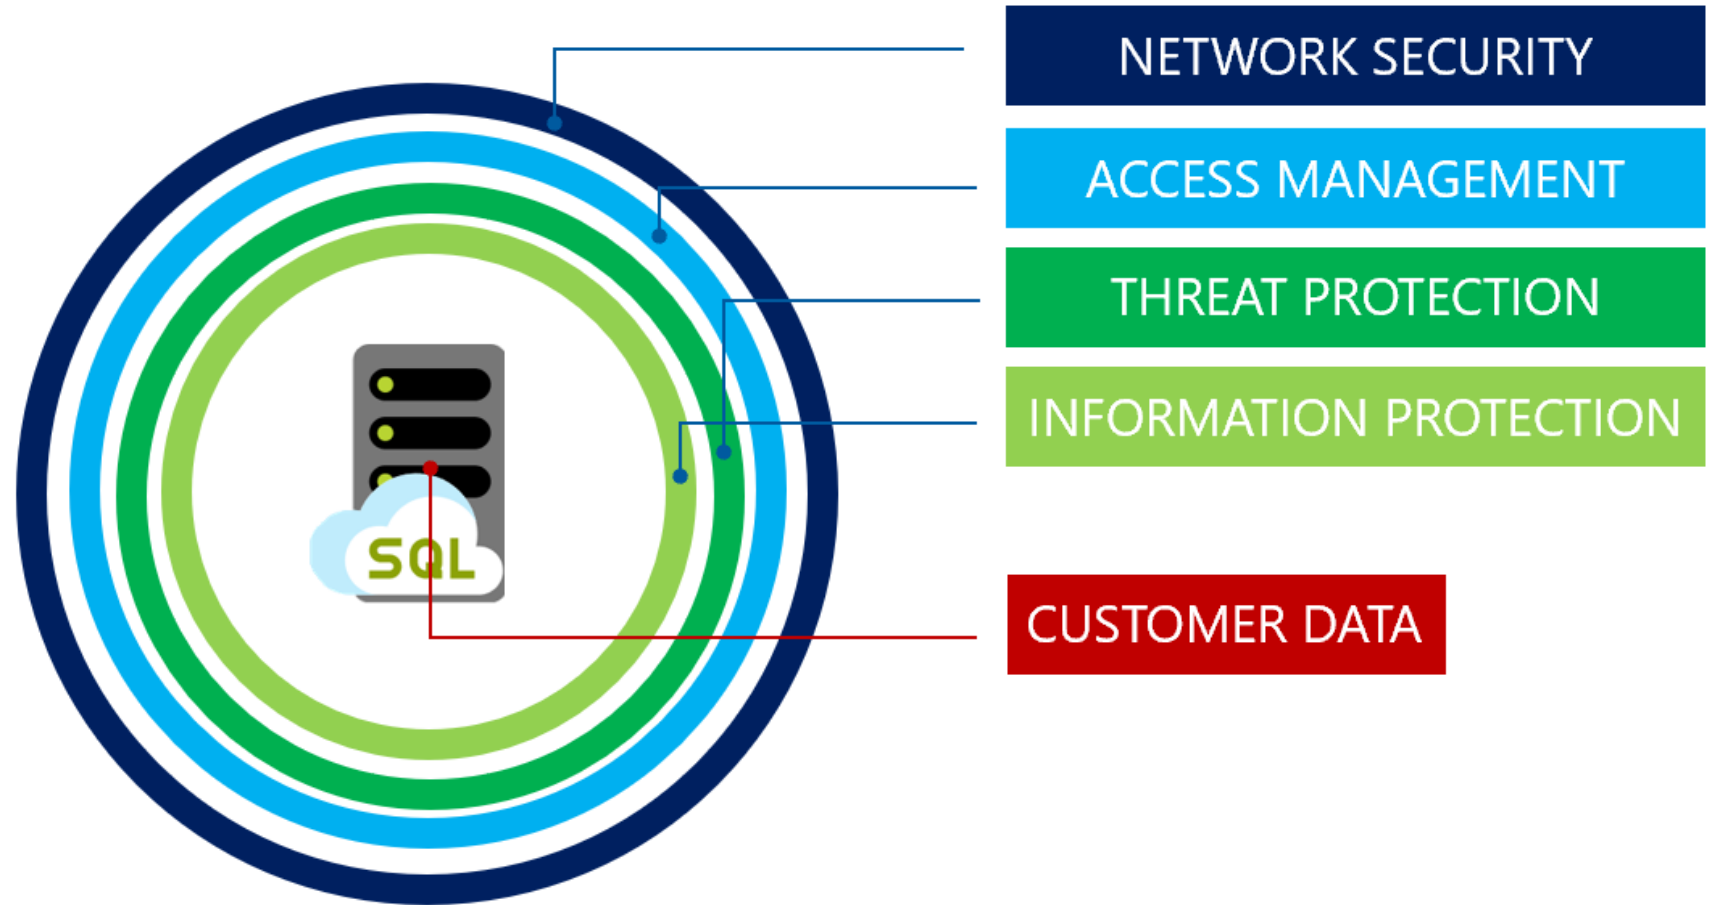 NETWORK SECURITY
ACCESS MANAGEMENT
THREAT PROTECTION
INFORMATION PROTECTION
SQL
CUSTOMER DATA